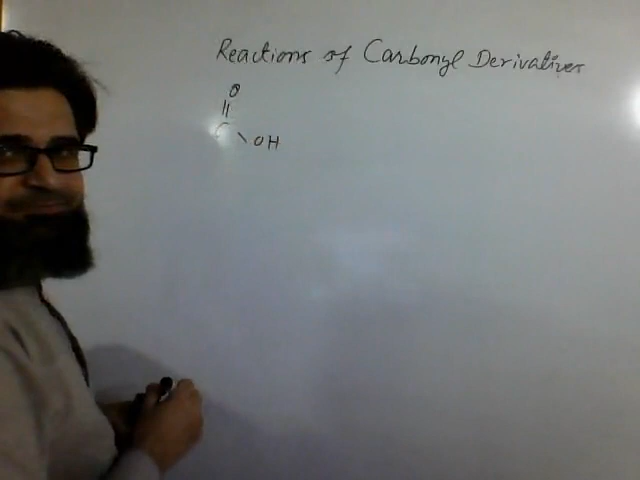 Reactions of Carbonyl Derivatives
O
||
C
\ OH